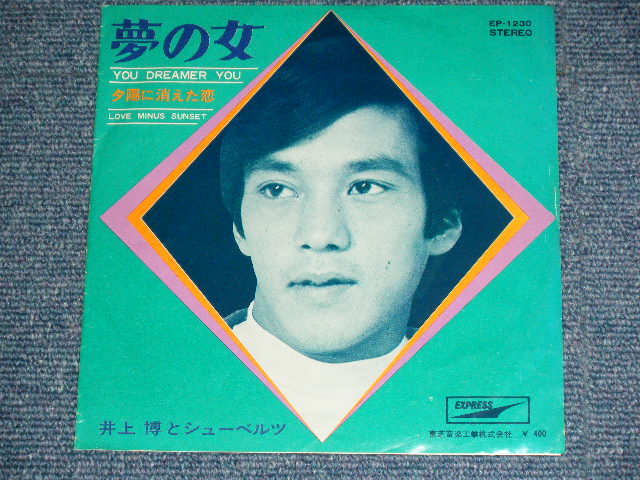 夢の女
YOU DREAMER YOU
夕陽に消えた恋
LOVE MINUS SUNSET
EP-1230
STEREO
井上 博とシューベルツ
EXPRESS
東芝音楽工業株式会社 ¥ 400